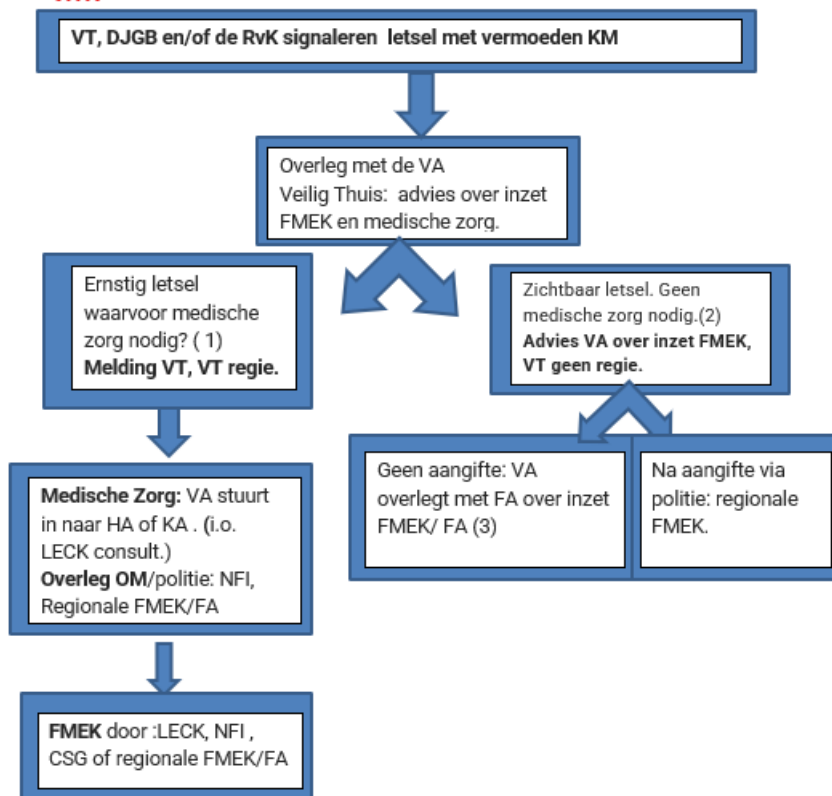 VT, DJGB en/of de RvK signaleren letsel met vermoeden KM
Overleg met de VA
Veilig Thuis: advies over inzet
FMEK en medische zorg.
Ernstig letsel
waarvoor medische
zorg nodig? ( 1)
Melding VT, VT regie.
Zichtbaar letsel. Geen
medische zorg nodig.(2)
Advies VA over inzet FMEK,
VT geen regie.
Geen aangifte: VA
overlegt met FA over inzet
FMEK/ FA (3)
Na aangifte via
politie: regionale
FMEK.
Medische Zorg: VA stuurt
in naar HA of KA . (i.o.
LECK consult.)
Overleg OM/politie: NFI,
Regionale FMEK/FA
FMEK door :LECK, NFI ,
CSG of regionale FMEK/FA